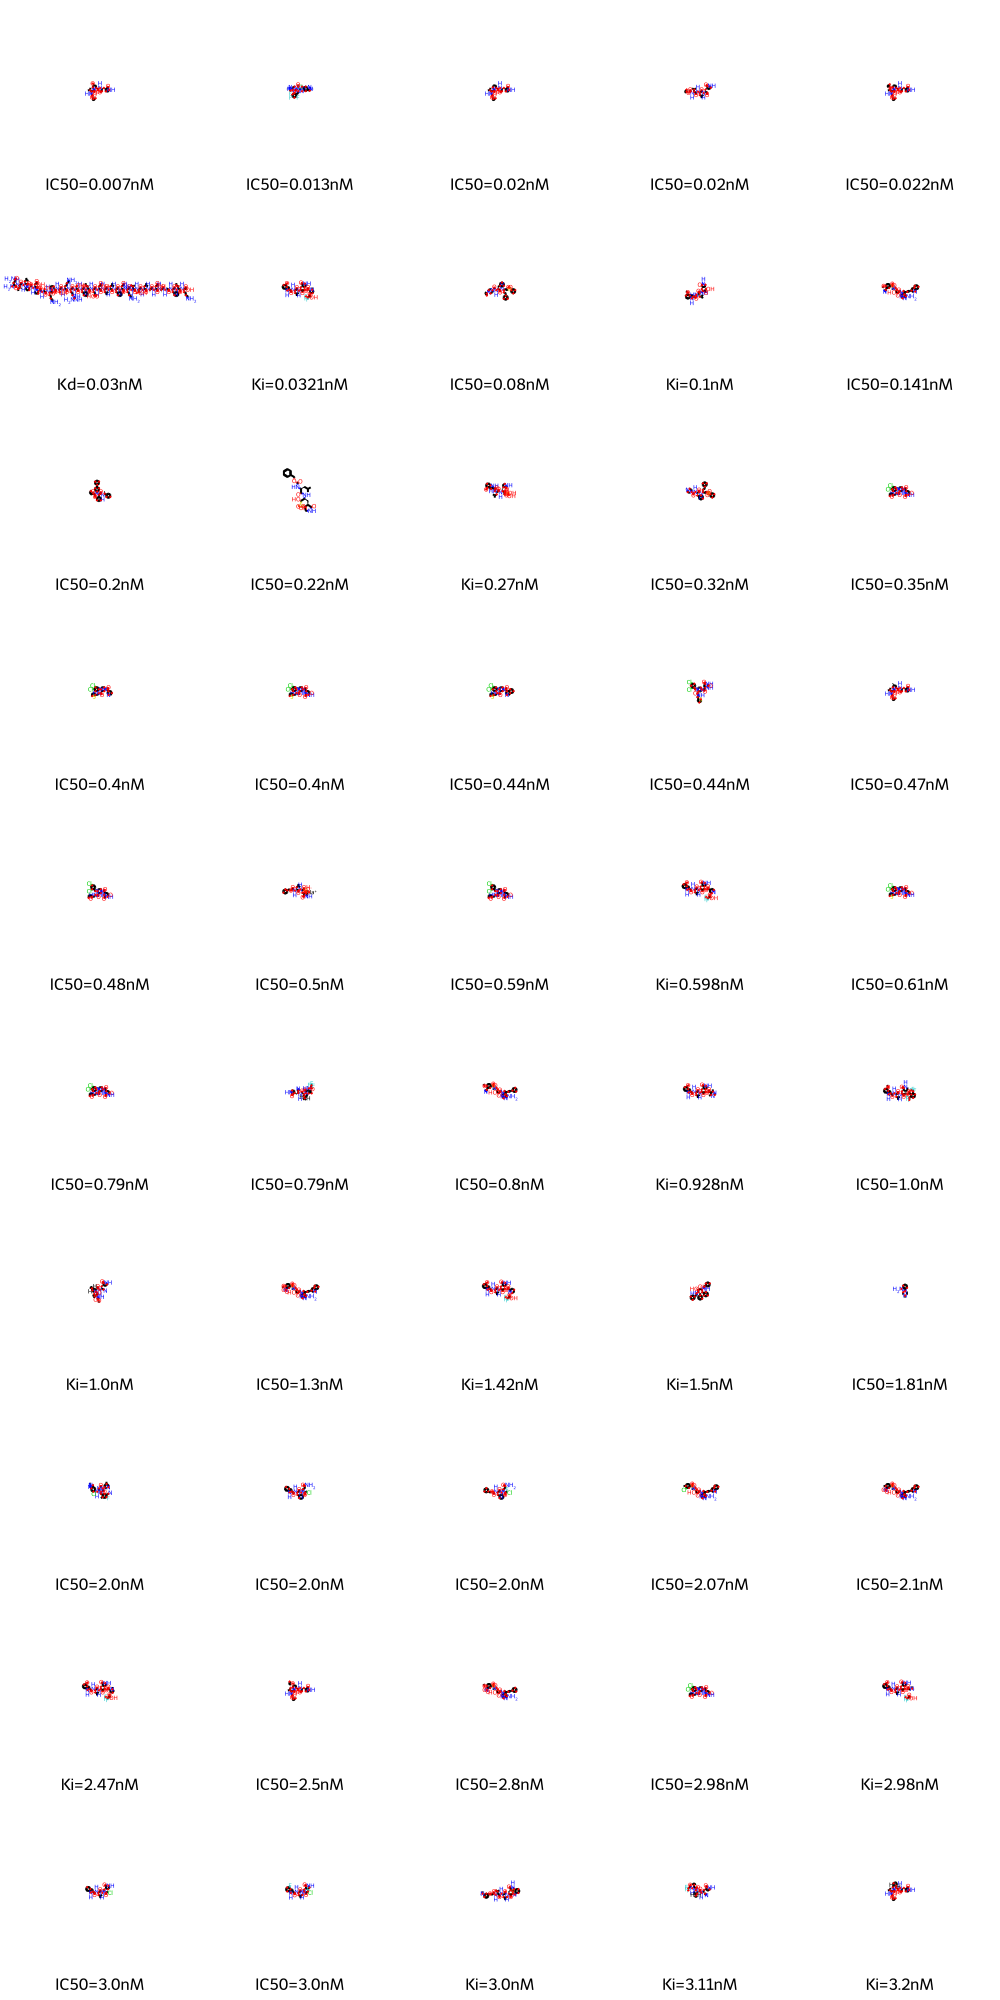 IC50=0.007nM IC50=0.013nM IC50=0.02nM IC50=0.02nM IC50=0.022nM
Kd=0.03nM Ki=0.0321nM IC50=0.08nM Ki=0.1nM IC50=0.141nM
IC50=0.2nM IC50=0.22nM Ki=0.27nM IC50=0.32nM IC50=0.35nM
IC50=0.4nM IC50=0.4nM IC50=0.44nM IC50=0.44nM IC50=0.47nM
IC50=0.48nM IC50=0.5nM IC50=0.59nM Ki=0.598nM IC50=0.61nM
IC50=0.79nM IC50=0.79nM IC50=0.8nM Ki=0.928nM IC50=1.0nM
Ki=1.0nM IC50=1.3nM Ki=1.42nM Ki=1.5nM IC50=1.81nM
IC50=2.0nM IC50=2.0nM IC50=2.0nM IC50=2.07nM IC50=2.1nM
Ki=2.47nM IC50=2.5nM IC50=2.8nM IC50=2.98nM Ki=2.98nM
IC50=3.0nM IC50=3.0nM Ki=3.0nM Ki=3.11nM Ki=3.2nM